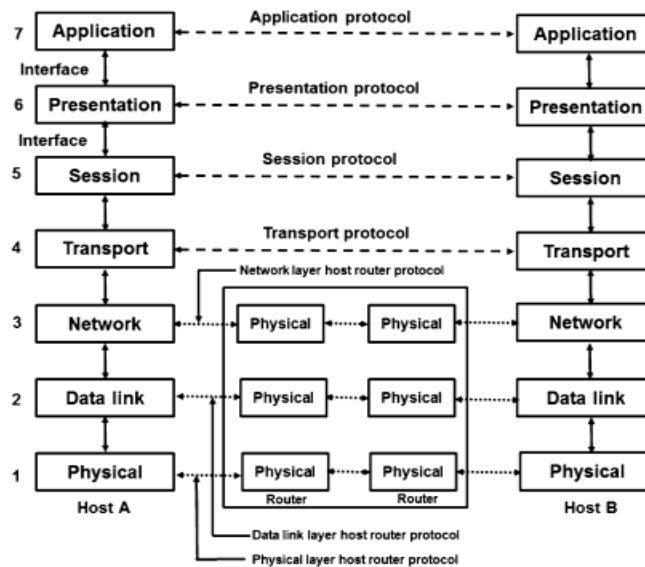 7 Application Application protocol Application
Interface
6 Presentation Presentation protocol Presentation
Interface
5 Session Session protocol Session
4 Transport Transport protocol Transport
Network layer host router protocol
3 Network Physical Physical Network
2 Data link Physical Physical Data link
1 Physical Physical Physical Physical
Router Router
Host A Host B
Data link layer host router protocol
Physical layer host router protocol